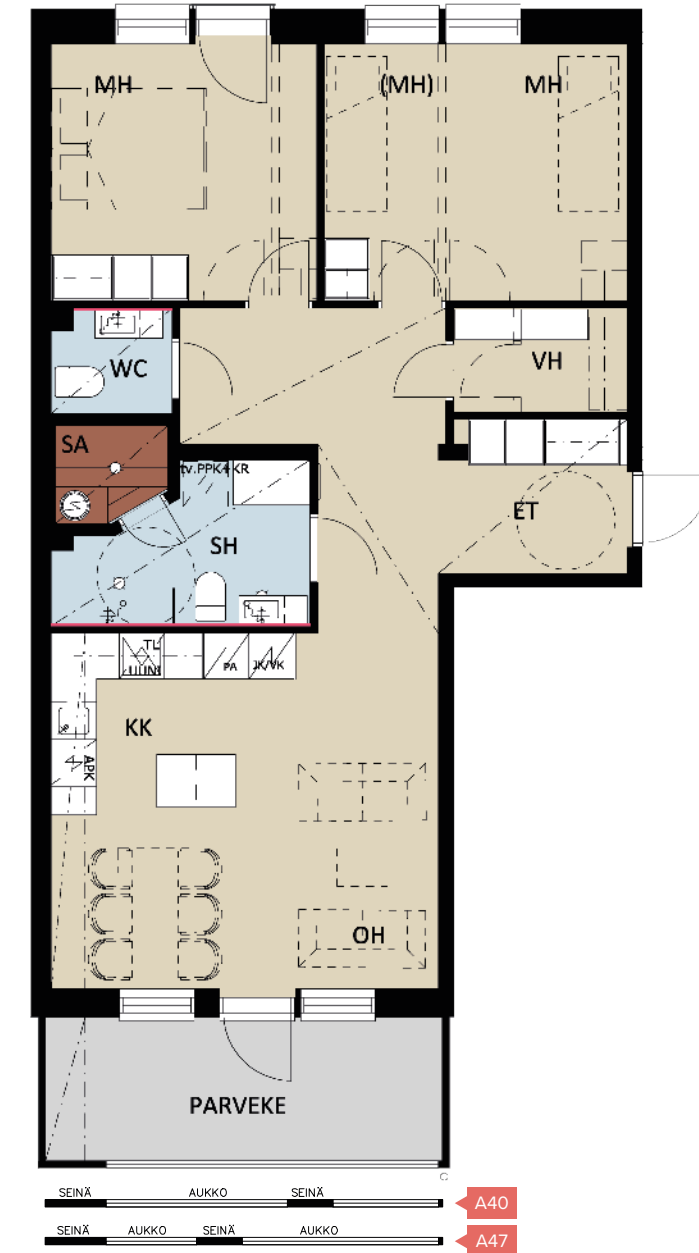 MH
(MH)
MH
WC
VH
SA
tv.PPK+KR
ET
SH
TL
UUNI
PA
JK/VK
KK
APK
OH
PARVEKE
C
SEINÄ AUKKO SEINÄ
A40
SEINÄ AUKKO SEINÄ AUKKO
A47